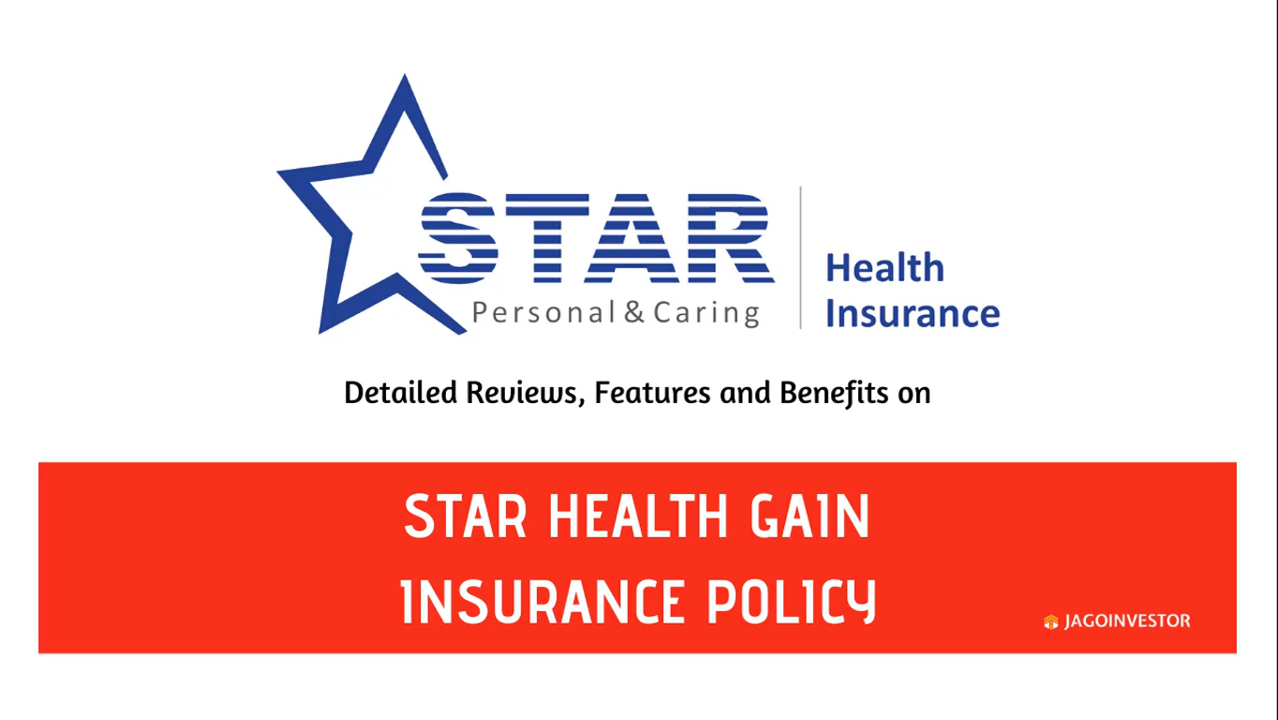 STAR
Personal & Caring
Health
Insurance
Detailed Reviews, Features and Benefits on
STAR HEALTH GAIN
INSURANCE POLICY
JAGOINVESTOR